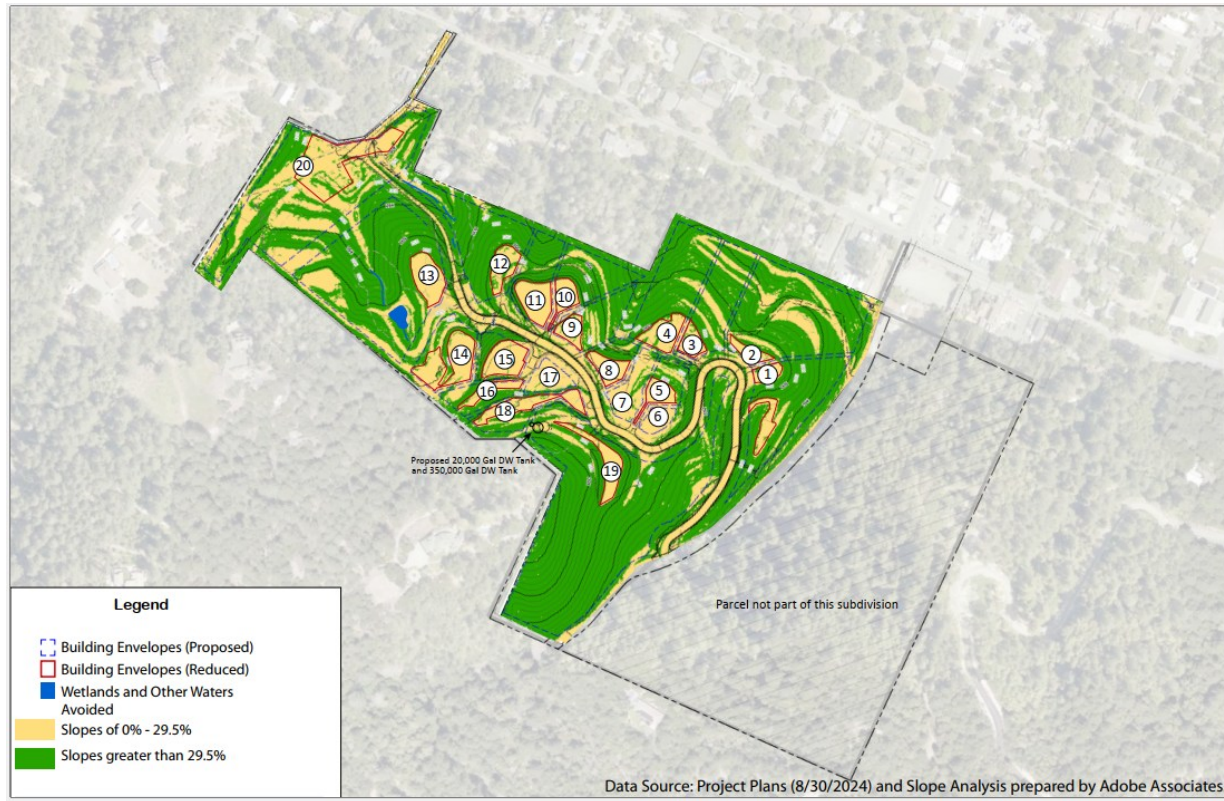 20
12
13
11
10
9
4
3
2
1
14
15
8
17
5
16
7
6
18
Proposed 20,000 Gal DW Tank
and 350,000 Gal DW Tank
19
Parcel not part of this subdivision
Legend
Building Envelopes (Proposed)
Building Envelopes (Reduced)
Wetlands and Other Waters
Avoided
Slopes of 0% - 29.5%
Slopes greater than 29.5%
Data Source: Project Plans (8/30/2024) and Slope Analysis prepared by Adobe Associates